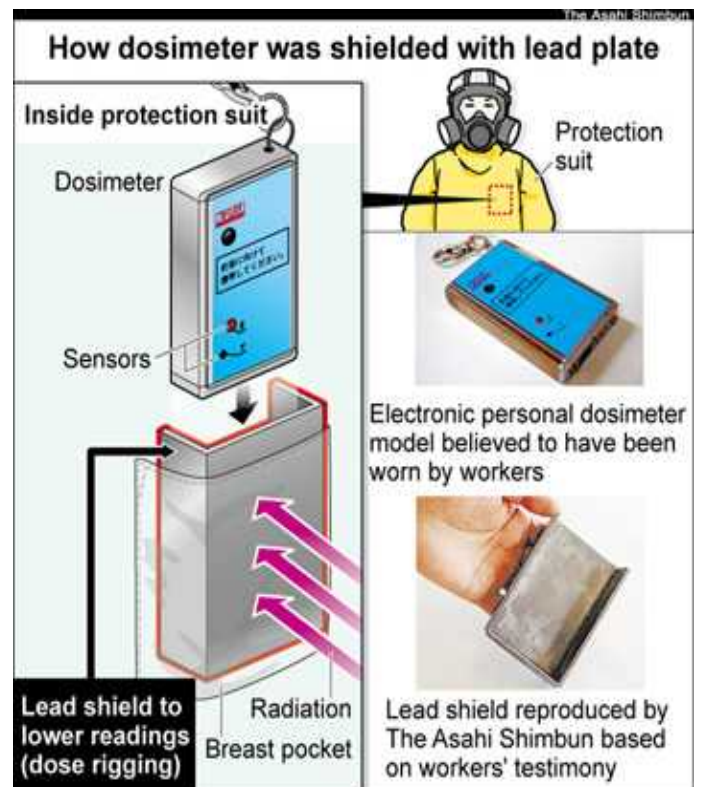 The Asahi Shimbun
How dosimeter was shielded with lead plate
Inside protection suit
Dosimeter
Sensors
Protection
suit
Electronic personal dosimeter
model believed to have been
worn by workers
Lead shield to
lower readings
(dose rigging)
Radiation
Breast pocket
Lead shield reproduced by
The Asahi Shimbun based
on workers' testimony